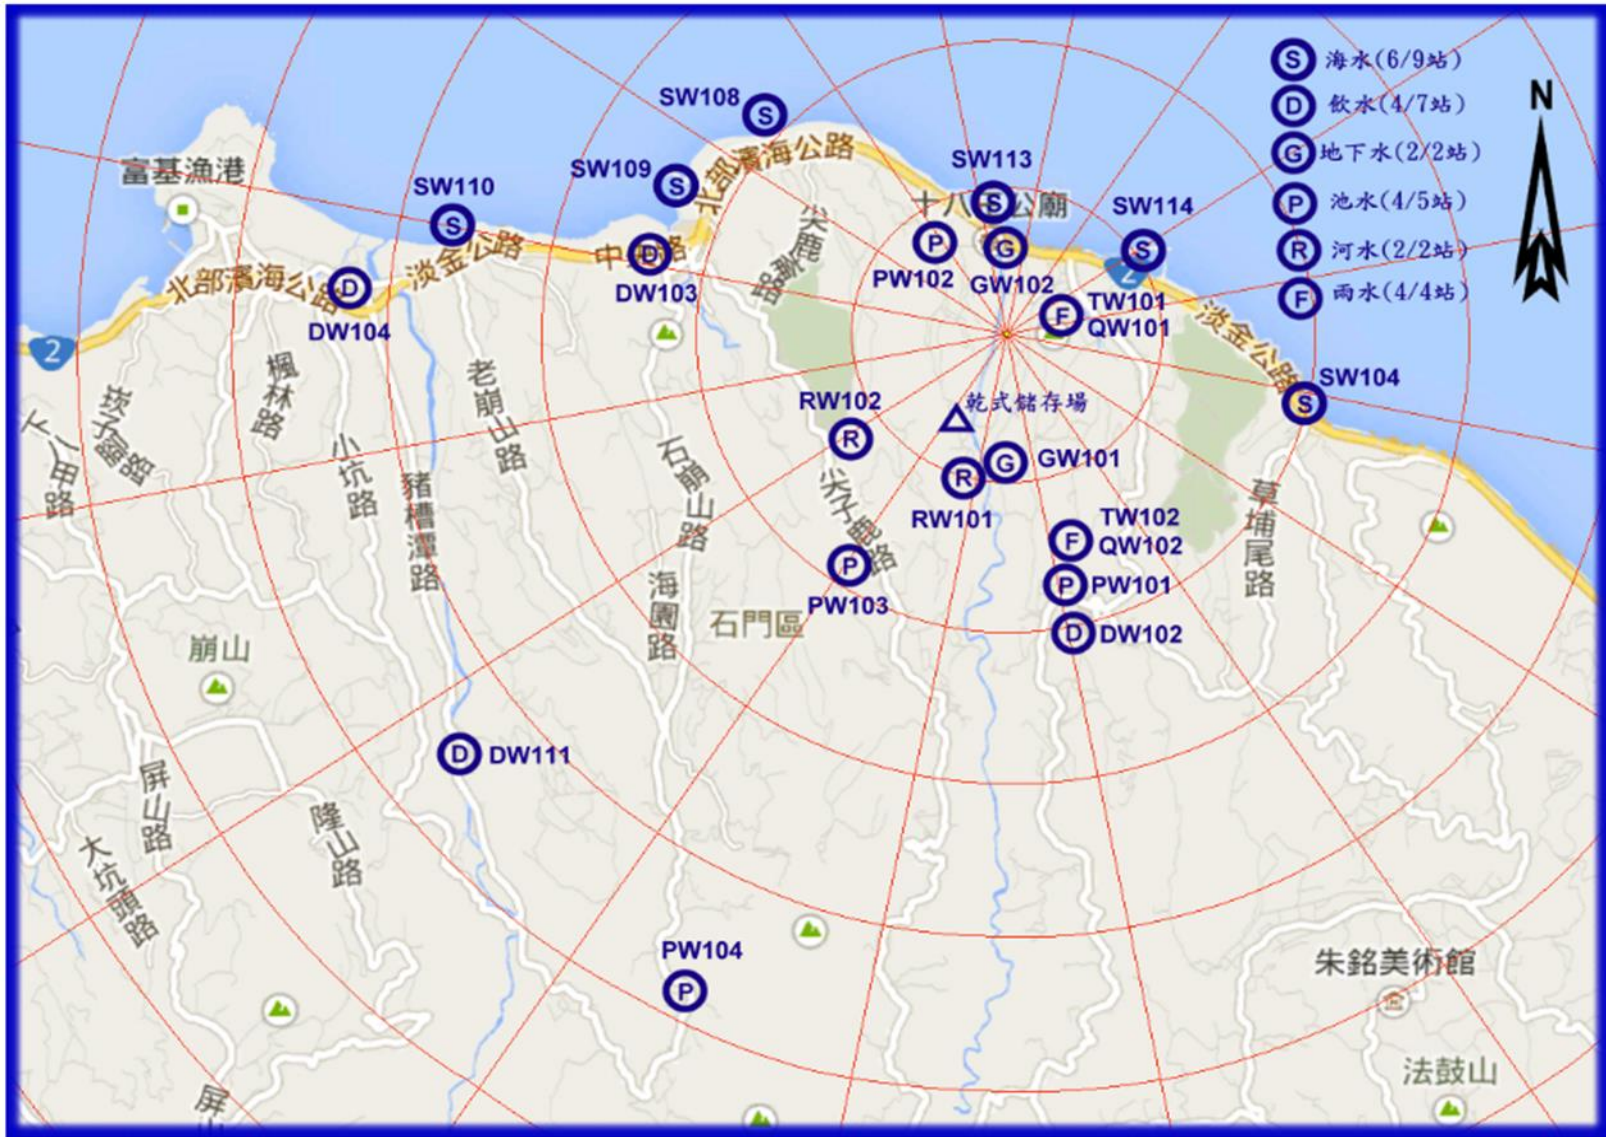 S 海水(6/9站)
D 飲水(4/7站)
G 地下水(2/2站)
P 池水(4/5站)
R 河水(2/2站)
F 雨水(4/4站)
N
SW108
S
北部濱海公路
SW109
S
SW113
S
富基漁港
SW110
S
SW114
S
尖鹿
路
P
PW102
G
GW102
中央路
D
DW103
淡金公路
2
北部濱海公路
D
DW104
TW101
QW101
F
淡金公路
2
SW104
S
楓林路
老崩山路
RW102
R
乾式儲存場
小坑路
豬槽潭路
石崩山路
尖子鹿路
G
GW101
R
RW101
草埔尾路
TW102
QW102
F
P
PW101
P
PW103
D
DW102
海園路
石門區
崩山
D
DW111
屏山路
隆山路
大坑頭路
PW104
P
朱銘美術館
法鼓山
屏